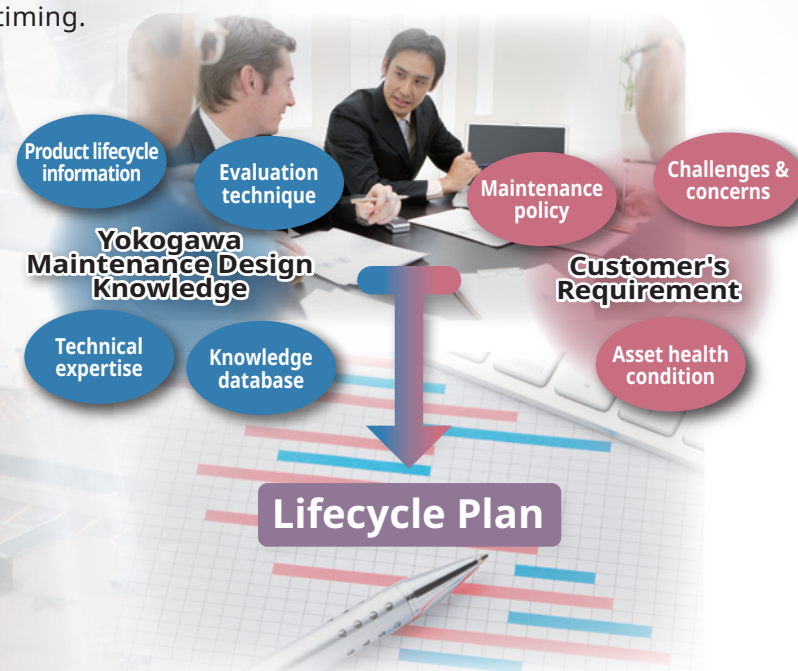 timing.
Product lifecycle
information
Evaluation
technique
Maintenance
policy
Challenges &
concerns
Yokogawa
Maintenance Design
Knowledge
Customer's
Requirement
Technical
expertise
Knowledge
database
Asset health
condition
Lifecycle Plan